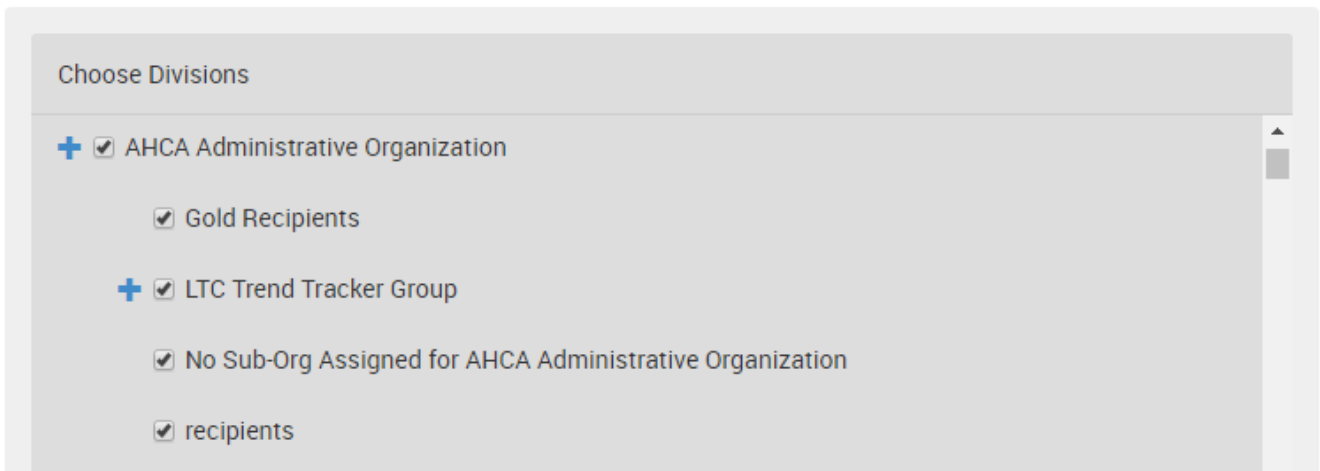 Choose Divisions
AHCA Administrative Organization
Gold Recipients
LTC Trend Tracker Group
No Sub-Org Assigned for AHCA Administrative Organization
recipients